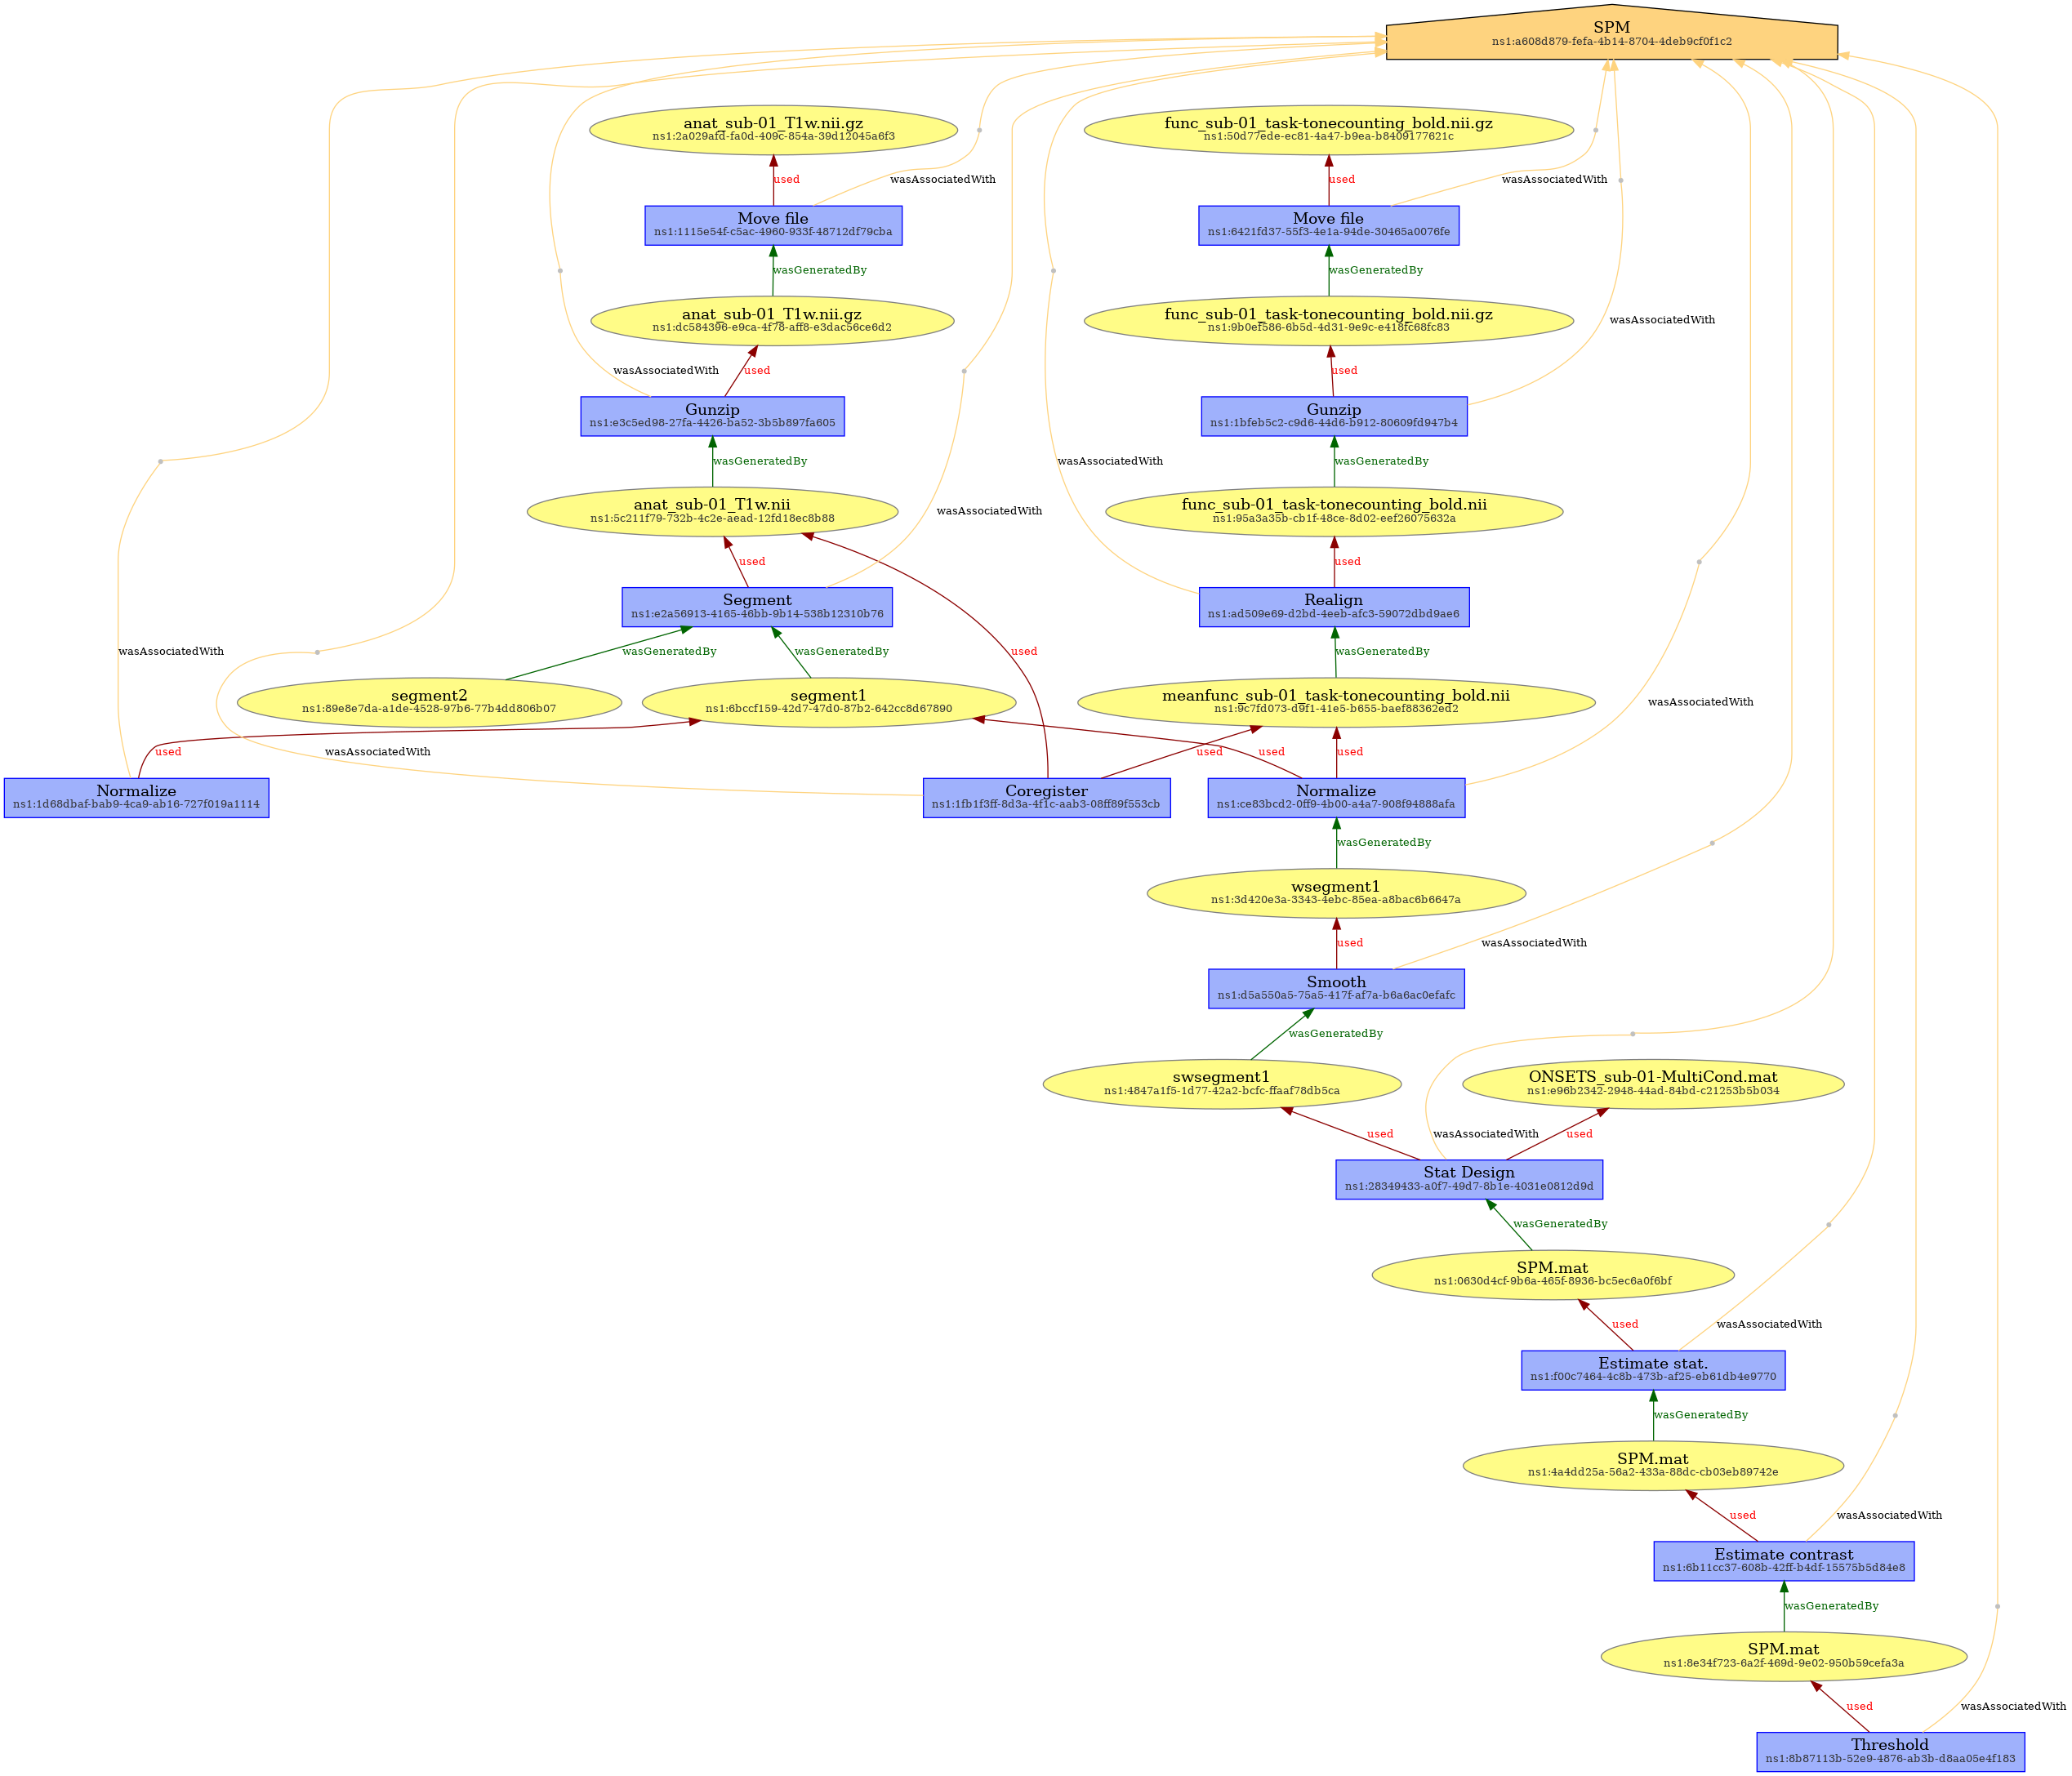 SPM
ns1:a608d879-fefa-4b14-8704-4deb9cf0f1c2
anat_sub-01_T1w.nii.gz
ns1:2a029afd-fa0d-409c-854a-39d12045a6f3
func_sub-01_task-tonecounting_bold.nii.gz
ns1:50d77ede-ec81-4a47-b9ea-b8409177621c
used
wasAssociatedWith
used
wasAssociatedWith
Move file
ns1:1115e54f-c5ac-4960-933f-48712df79cba
Move file
ns1:6421fd37-55f3-4e1a-94de-30465a0076fe
wasGeneratedBy
wasGeneratedBy
anat_sub-01_T1w.nii.gz
ns1:dc584396-e9ca-4f78-aff8-e3dac56ce6d2
func_sub-01_task-tonecounting_bold.nii.gz
ns1:9b0ef586-6b5d-4d31-9e9c-e418fc68fc83
wasAssociatedWith
wasAssociatedWith
used
used
Gunzip
ns1:e3c5ed98-27fa-4426-ba52-3b5b897fa605
Gunzip
ns1:1bfeb5c2-c9d6-44d6-b912-80609fd947b4
wasGeneratedBy
wasAssociatedWith
wasGeneratedBy
anat_sub-01_T1w.nii
ns1:5c211f79-732b-4c2e-aead-12fd18ec8b88
func_sub-01_task-tonecounting_bold.nii
ns1:95a3a35b-cb1f-48ce-8d02-eef26075632a
wasAssociatedWith
used
used
Segment
ns1:e2a56913-4165-46bb-9b14-538b12310b76
Realign
ns1:ad509e69-d2bd-4eeb-afc3-59072dbd9ae6
wasAssociatedWith
wasGeneratedBy
wasGeneratedBy
used
wasGeneratedBy
segment2
ns1:89e8e7da-a1de-4528-97b6-77b4dd806b07
segment1
ns1:6bccf159-42d7-47d0-87b2-642cc8d67890
meanfunc_sub-01_task-tonecounting_bold.nii
ns1:9c7fd073-d9f1-41e5-b655-baef88362ed2
wasAssociatedWith
used
wasAssociatedWith
used
used
used
Normalize
ns1:1d68dbaf-bab9-4ca9-ab16-727f019a1114
Coregister
ns1:1fb1f3ff-8d3a-4f1c-aab3-08ff89f553cb
Normalize
ns1:ce83bcd2-0ff9-4b00-a4a7-908f94888afa
wasGeneratedBy
wsegment1
ns1:3d420e3a-3343-4ebc-85ea-a8bac6b6647a
used
wasAssociatedWith
Smooth
ns1:d5a550a5-75a5-417f-af7a-b6a6ac0efafc
wasGeneratedBy
swsegment1
ns1:4847a1f5-1d77-42a2-bcfc-ffaaf78db5ca
ONSETS_sub-01-MultiCond.mat
ns1:e96b2342-2948-44ad-84bd-c21253b5b034
used
wasAssociatedWith
used
Stat Design
ns1:28349433-a0f7-49d7-8b1e-4031e0812d9d
wasGeneratedBy
SPM.mat
ns1:0630d4cf-9b6a-465f-8936-bc5ec6a0f6bf
used
wasAssociatedWith
Estimate stat.
ns1:f00c7464-4c8b-473b-af25-eb61db4e9770
wasGeneratedBy
SPM.mat
ns1:4a4dd25a-56a2-433a-88dc-cb03eb89742e
used
wasAssociatedWith
Estimate contrast
ns1:6b11cc37-608b-42ff-b4df-15575b5d84e8
wasGeneratedBy
SPM.mat
ns1:8e34f723-6a2f-469d-9e02-950b59cefa3a
used
wasAssociatedWith
Threshold
ns1:8b87113b-52e9-4876-ab3b-d8aa05e4f183